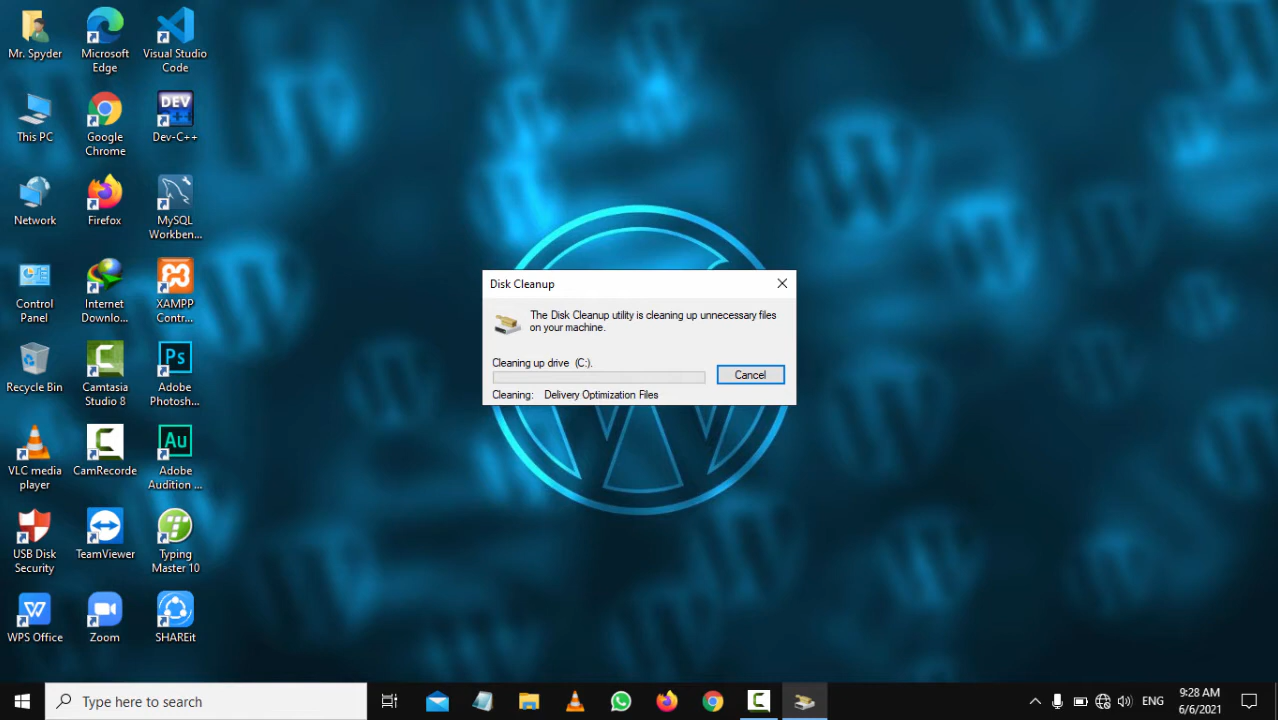 Mr. Spyder
Microsoft
Edge
Visual Studio
Code
This PC
Google
Chrome
DEV
Dev-C++
Network
Firefox
MySQL
Workben...
Control
Panel
Internet
Downlo...
XAMPP
Contr...
Recycle Bin
Camtasia
Studio 8
Ps
Adobe
Photosh...
VLC media
player
CamRecorde
Au
Adobe
Audition ...
USB Disk
Security
TeamViewer
Typing
Master 10
WPS Office
Zoom
SHAREit
Disk Cleanup
The Disk Cleanup utility is cleaning up unnecessary files
on your machine.
Cleaning up drive (C:).
Cancel
Cleaning: Delivery Optimization Files
Type here to search
ENG
9:28 AM
6/6/2021